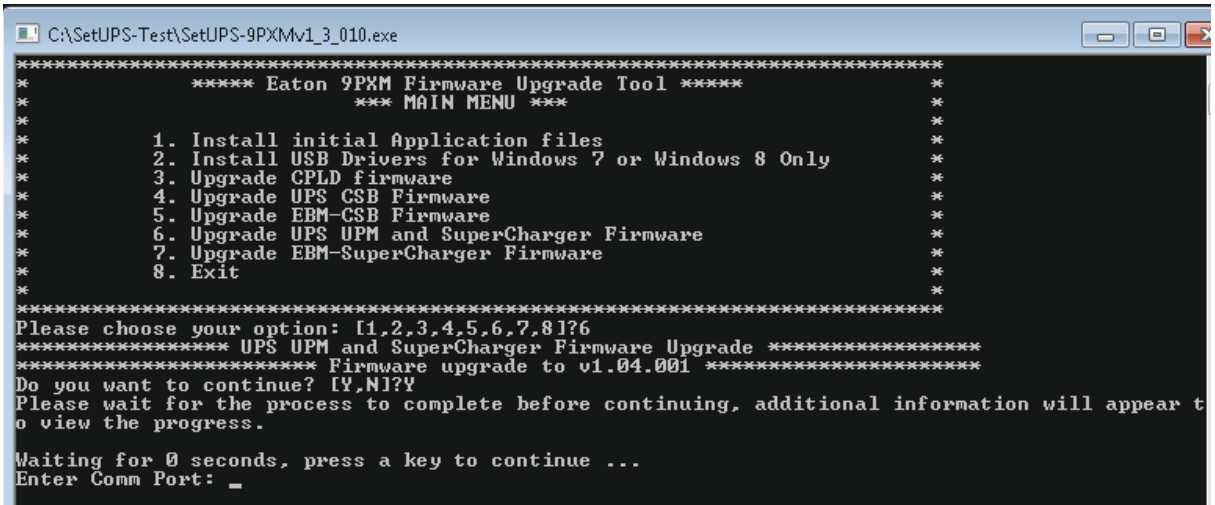 C:\SetUPS-Test\SetUPS-9PXMv1_3_010.exe
*************************************************************************
* ***** Eaton 9PXM Firmware Upgrade Tool ***** *
* *** MAIN MENU *** *
* *
* 1. Install initial Application files *
* 2. Install USB Drivers for Windows 7 or Windows 8 Only *
* 3. Upgrade CPLD firmware *
* 4. Upgrade UPS CSB Firmware *
* 5. Upgrade EBM-CSB Firmware *
* 6. Upgrade UPS UPM and SuperCharger Firmware *
* 7. Upgrade EBM-SuperCharger Firmware *
* 8. Exit *
* *
*************************************************************************
Please choose your option: [1,2,3,4,5,6,7,8]?6
***************** UPS UPM and SuperCharger Firmware Upgrade *****************
************************ Firmware upgrade to v1.04.001 **********************
Do you want to continue? [Y,N]?Y
Please wait for the process to complete before continuing, additional information will appear t
o view the progress.
Waiting for 0 seconds, press a key to continue ...
Enter Comm Port: _